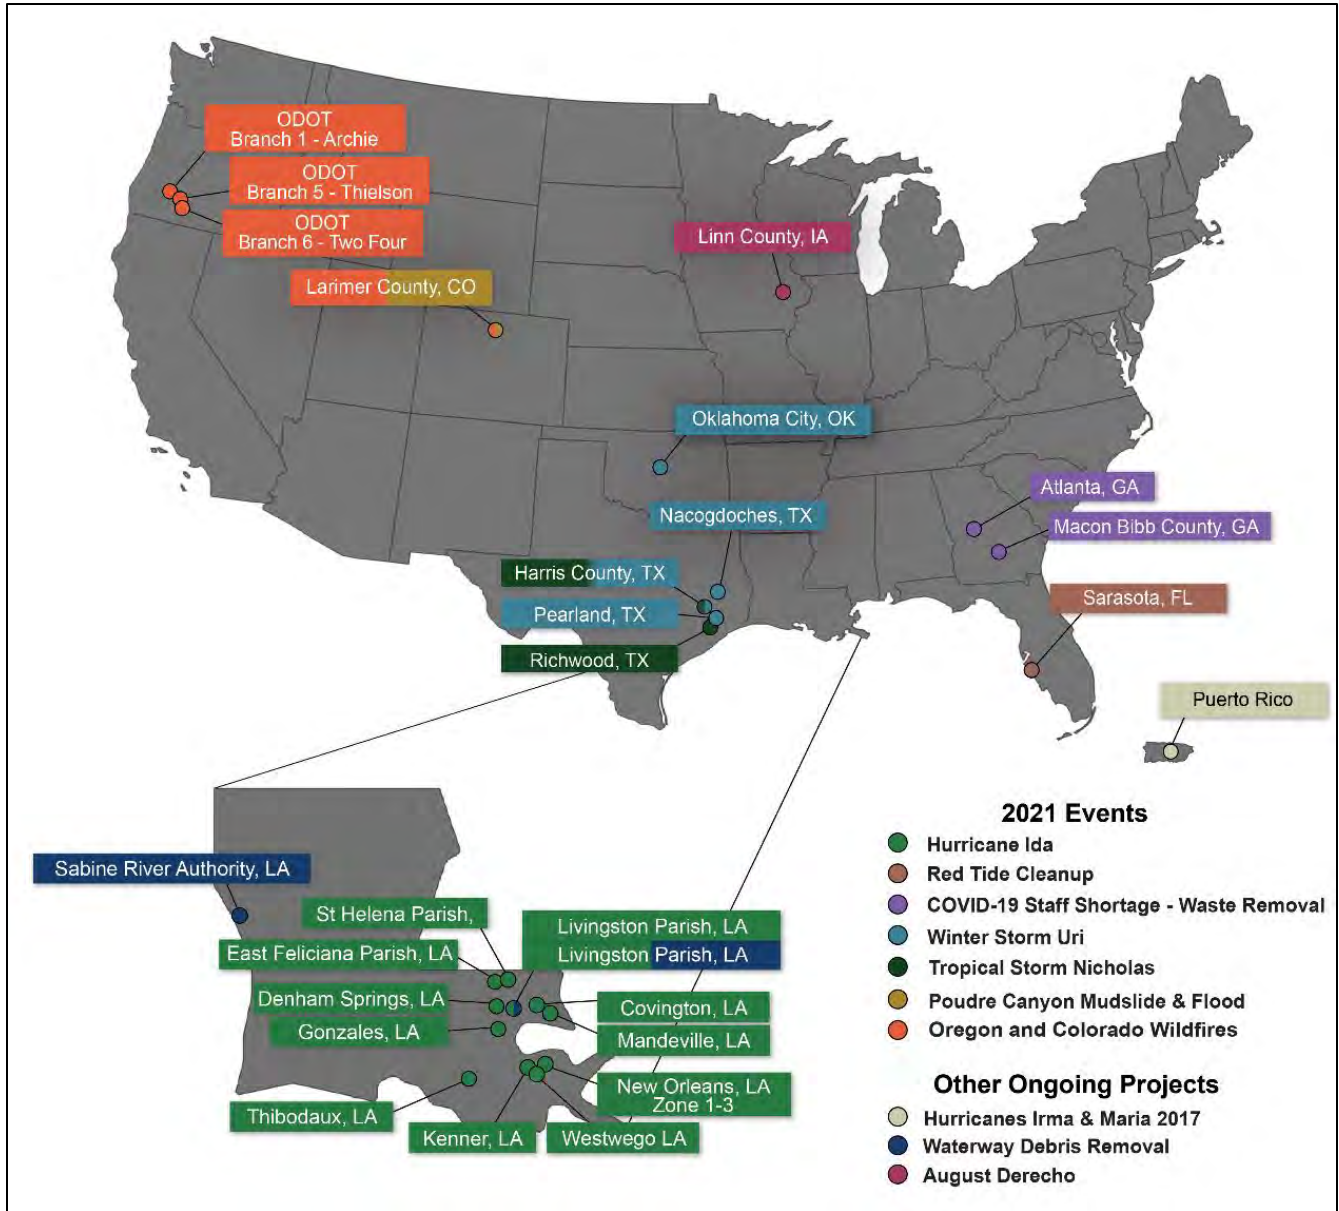 ODOT
Branch 1 - Archie
ODOT
Branch 5 - Thielson
ODOT
Branch 6 - Two Four
Larimer County, CO
Linn County, IA
Oklahoma City, OK
Nacogdoches, TX
Atlanta, GA
Macon Bibb County, GA
Harris County, TX
Pearland, TX
Richwood, TX
Sarasota, FL
Puerto Rico
Sabine River Authority, LA
St Helena Parish,
East Feliciana Parish, LA
Denham Springs, LA
Gonzales, LA
Thibodaux, LA
Kenner, LA
Westwego LA
Livingston Parish, LA
Livingston Parish, LA
Covington, LA
Mandeville, LA
New Orleans, LA
Zone 1-3
2021 Events
Hurricane Ida
Red Tide Cleanup
COVID-19 Staff Shortage - Waste Removal
Winter Storm Uri
Tropical Storm Nicholas
Poudre Canyon Mudslide & Flood
Oregon and Colorado Wildfires
Other Ongoing Projects
Hurricanes Irma & Maria 2017
Waterway Debris Removal
August Derecho